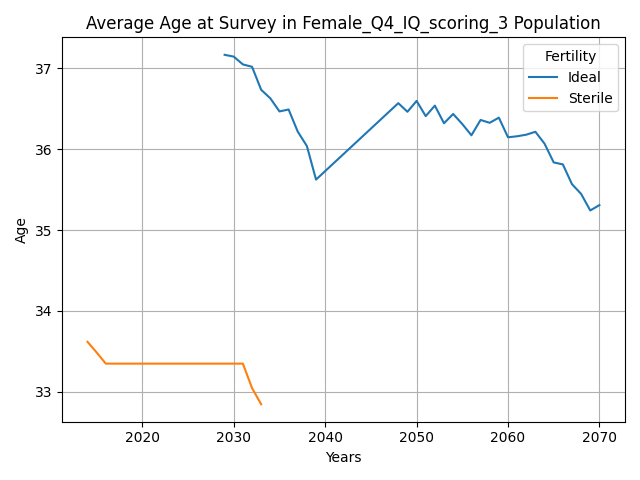 Average Age at Survey in Female_Q4_IQ_scoring_3 Population
Fertility
Ideal
Sterile
37
36
35
34
33
Age
2020
2030
2040
2050
2060
2070
Years